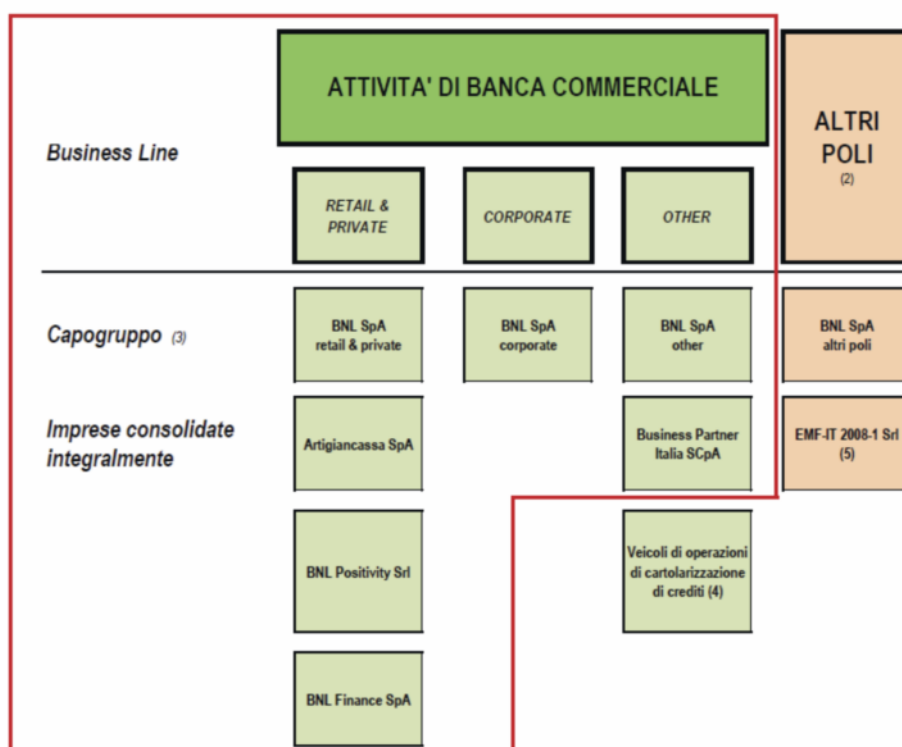 ATTIVITA' DI BANCA COMMERCIALE
ALTRI
POLI
(2)
Business Line
RETAIL &
PRIVATE
CORPORATE
OTHER
Capogruppo (3)
BNL SpA
retail & private
BNL SpA
corporate
BNL SpA
other
BNL SpA
altri poli
Imprese consolidate
integralmente
Artigiancassa SpA
Business Partner
Italia SCpA
EMF-IT 2008-1 Srl
(5)
BNL Positivity Srl
Veicoli di operazioni
di cartolarizzazione
di crediti (4)
BNL Finance SpA